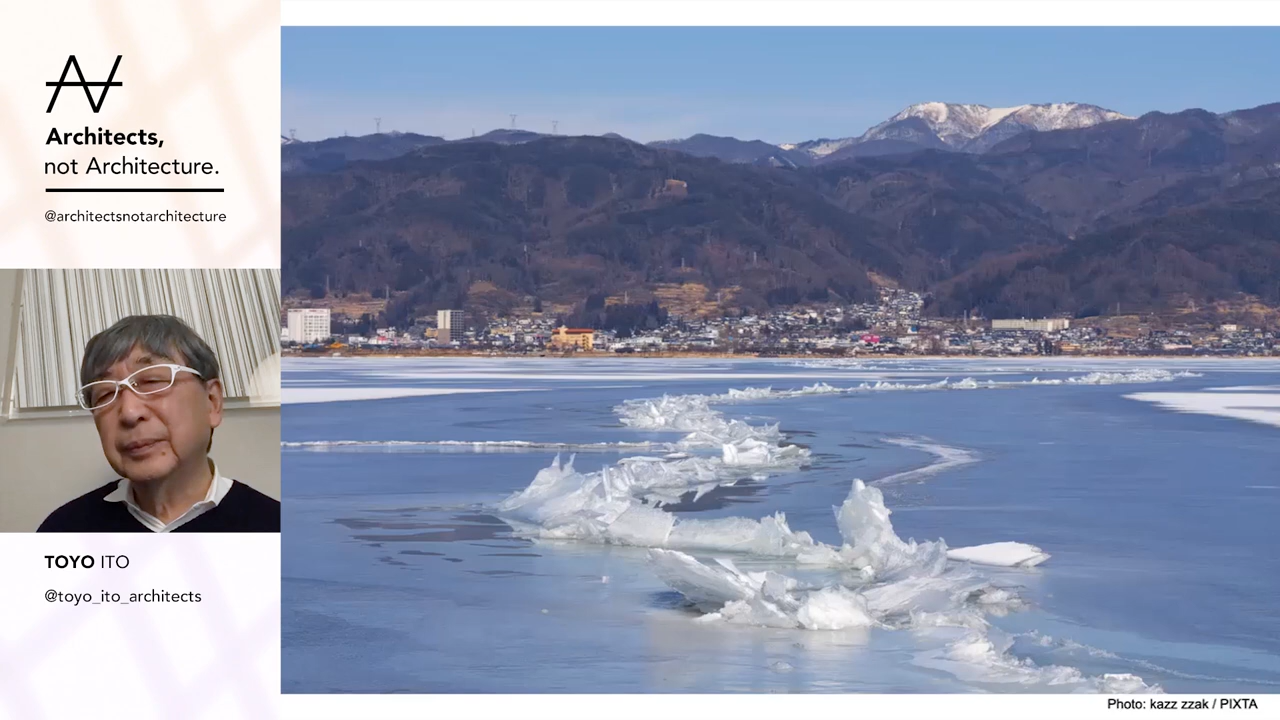 Architects,
not Architecture.
@architectsnotarchitecture
TOYO ITO
@toyo_ito_architects
Photo: kazz zzak / PIXTA